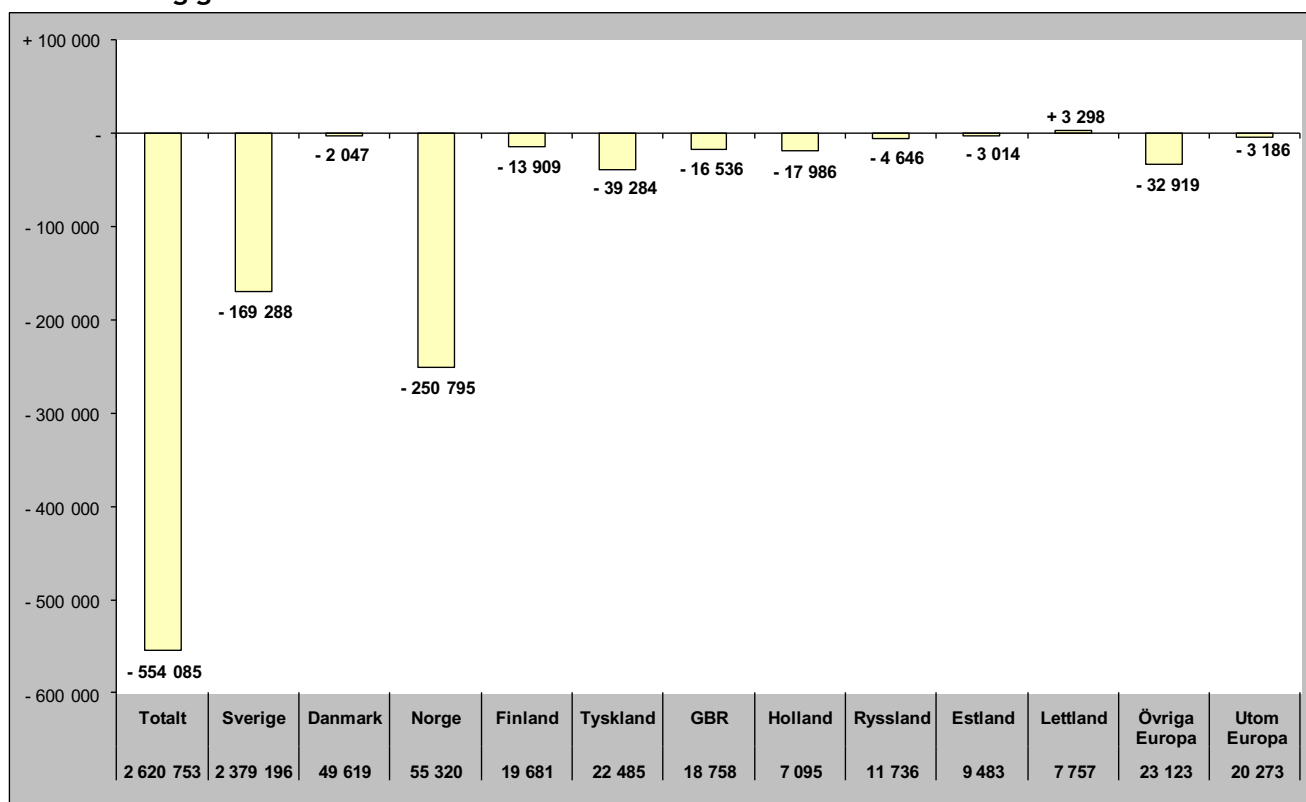 + 100 000
-
- 100 000
- 200 000
- 300 000
- 400 000
- 500 000
- 600 000
- 554 085
- 169 288
- 2 047
- 250 795
- 13 909
- 39 284
- 16 536
- 17 986
- 4 646
- 3 014
+ 3 298
- 32 919
- 3 186
Totalt Sverige Danmark Norge Finland Tyskland GBR Holland Ryssland Estland Lettland Övriga Utom
Europa Europa
2 620 753 2 379 196 49 619 55 320 19 681 22 485 18 758 7 095 11 736 9 483 7 757 23 123 20 273